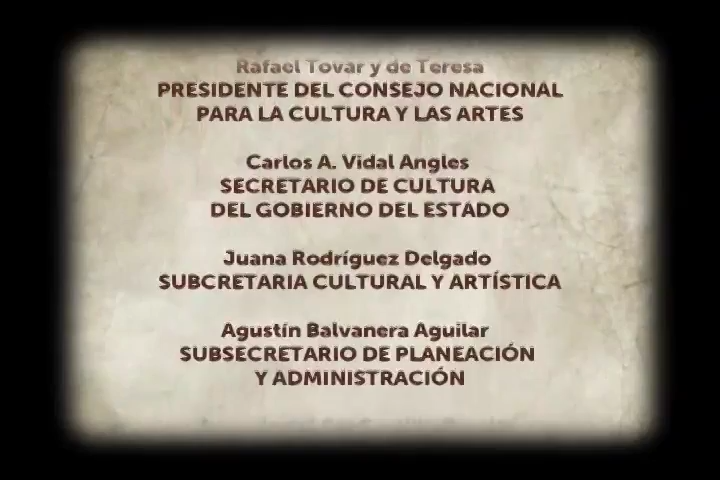 Rafael Tovar y de Teresa
PRESIDENTE DEL CONSEJO NACIONAL
PARA LA CULTURA Y LAS ARTES
Carlos A. Vidal Angles
SECRETARIO DE CULTURA
DEL GOBIERNO DEL ESTADO
Juana Rodríguez Delgado
SUBCRETARIA CULTURAL Y ARTÍSTICA
Agustín Balvanera Aguilar
SUBSECRETARIO DE PLANEACIÓN
Y ADMINISTRACIÓN